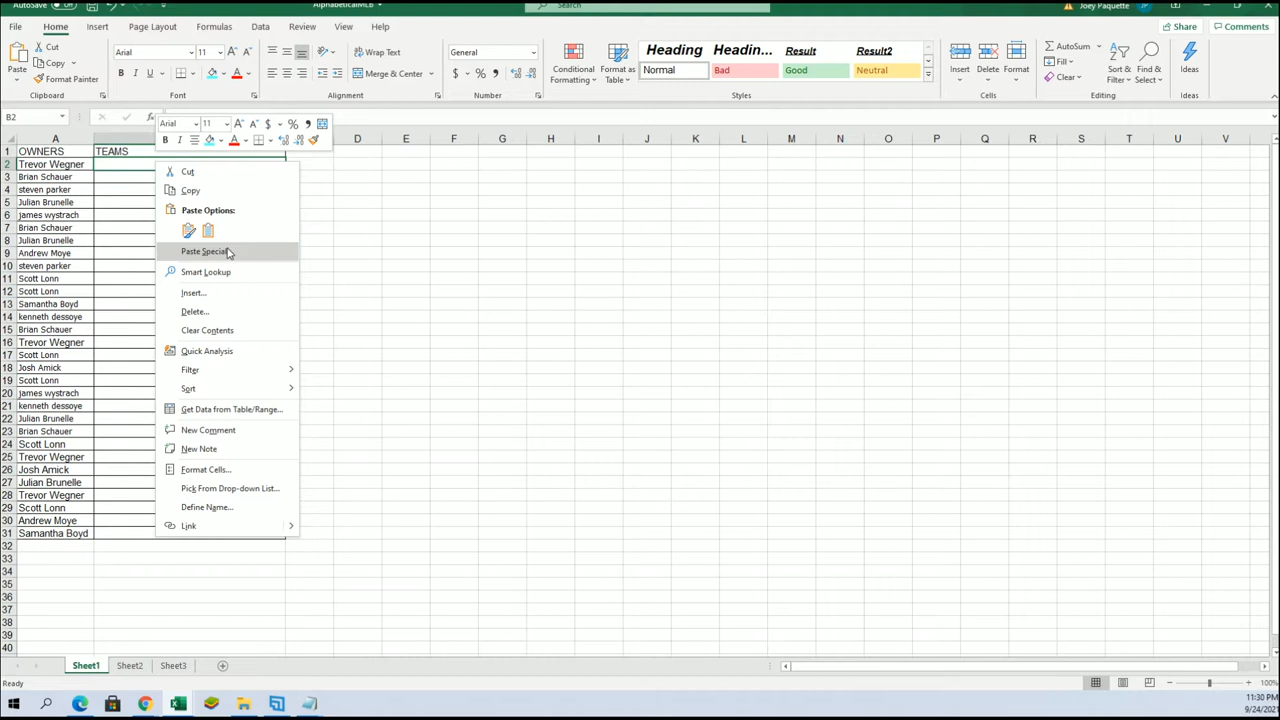 AutoSave
AlphabeticalMLB
Search
Joey Paquette
File Home Insert Page Layout Formulas Data Review View Help
Share Comments
Paste
Cut
Copy
Format Painter
Clipboard
Arial 11
B I U
Font
Wrap Text
Merge & Center
Alignment
General
$ % ,
Number
Conditional Formatting
Format as Table
Heading Headin... Result Result2
Normal Bad Good Neutral
Styles
Insert Delete Format
Cells
AutoSum
Fill
Clear
Sort & Filter
Find & Select
Editing
Ideas
Ideas
B2
fx
Arial 11
$ % ,
B I
A D E F G H I J K L M N O P Q R S T U V
1 OWNERS TEAMS
2 Trevor Wegner
3 Brian Schauer
4 steven parker
5 Julian Brunelle
6 james wystrach
7 Brian Schauer
8 Julian Brunelle
9 Andrew Moye
10 steven parker
11 Scott Lonn
12 Scott Lonn
13 Samantha Boyd
14 kenneth dessoye
15 Brian Schauer
16 Trevor Wegner
17 Scott Lonn
18 Josh Amick
19 Scott Lonn
20 james wystrach
21 kenneth dessoye
22 Julian Brunelle
23 Brian Schauer
24 Scott Lonn
25 Trevor Wegner
26 Josh Amick
27 Julian Brunelle
28 Trevor Wegner
29 Scott Lonn
30 Andrew Moye
31 Samantha Boyd
32
33
34
35
36
37
38
39
40
Cut
Copy
Paste Options:
Paste Special...
Smart Lookup
Insert...
Delete...
Clear Contents
Quick Analysis
Filter
Sort
Get Data from Table/Range...
New Comment
New Note
Format Cells...
Pick From Drop-down List...
Define Name...
Link
Sheet1 Sheet2 Sheet3
Ready
100%
11:30 PM
9/24/2021